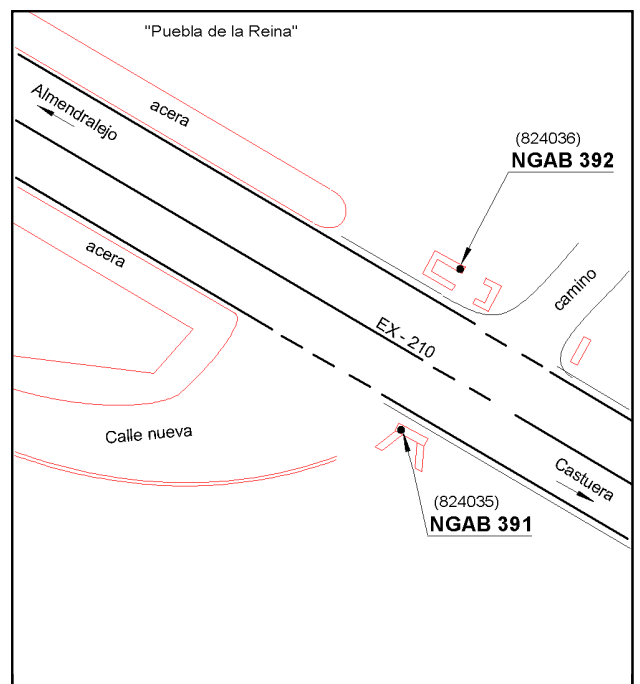 "Puebla de la Reina"
Almendralejo
acera
(824036)
NGAB 392
acera
camino
EX - 210
Calle nueva
Castuera
(824035)
NGAB 391